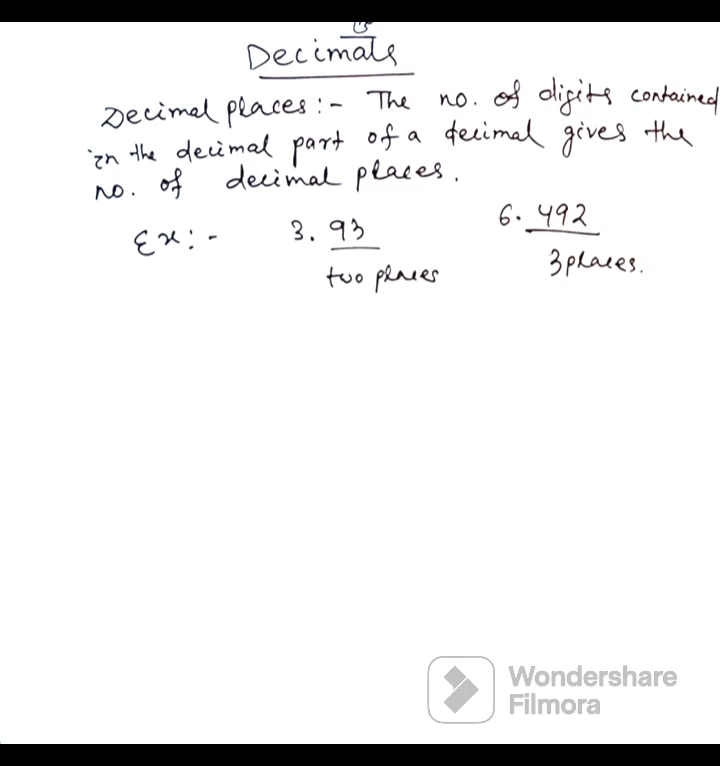 Decimals
Decimal places :- The no. of digits contained
in the decimal part of a decimal gives the
no. of decimal places.
Ex :- 3.93 6.492
two places 3 places.
Wondershare
Filmora